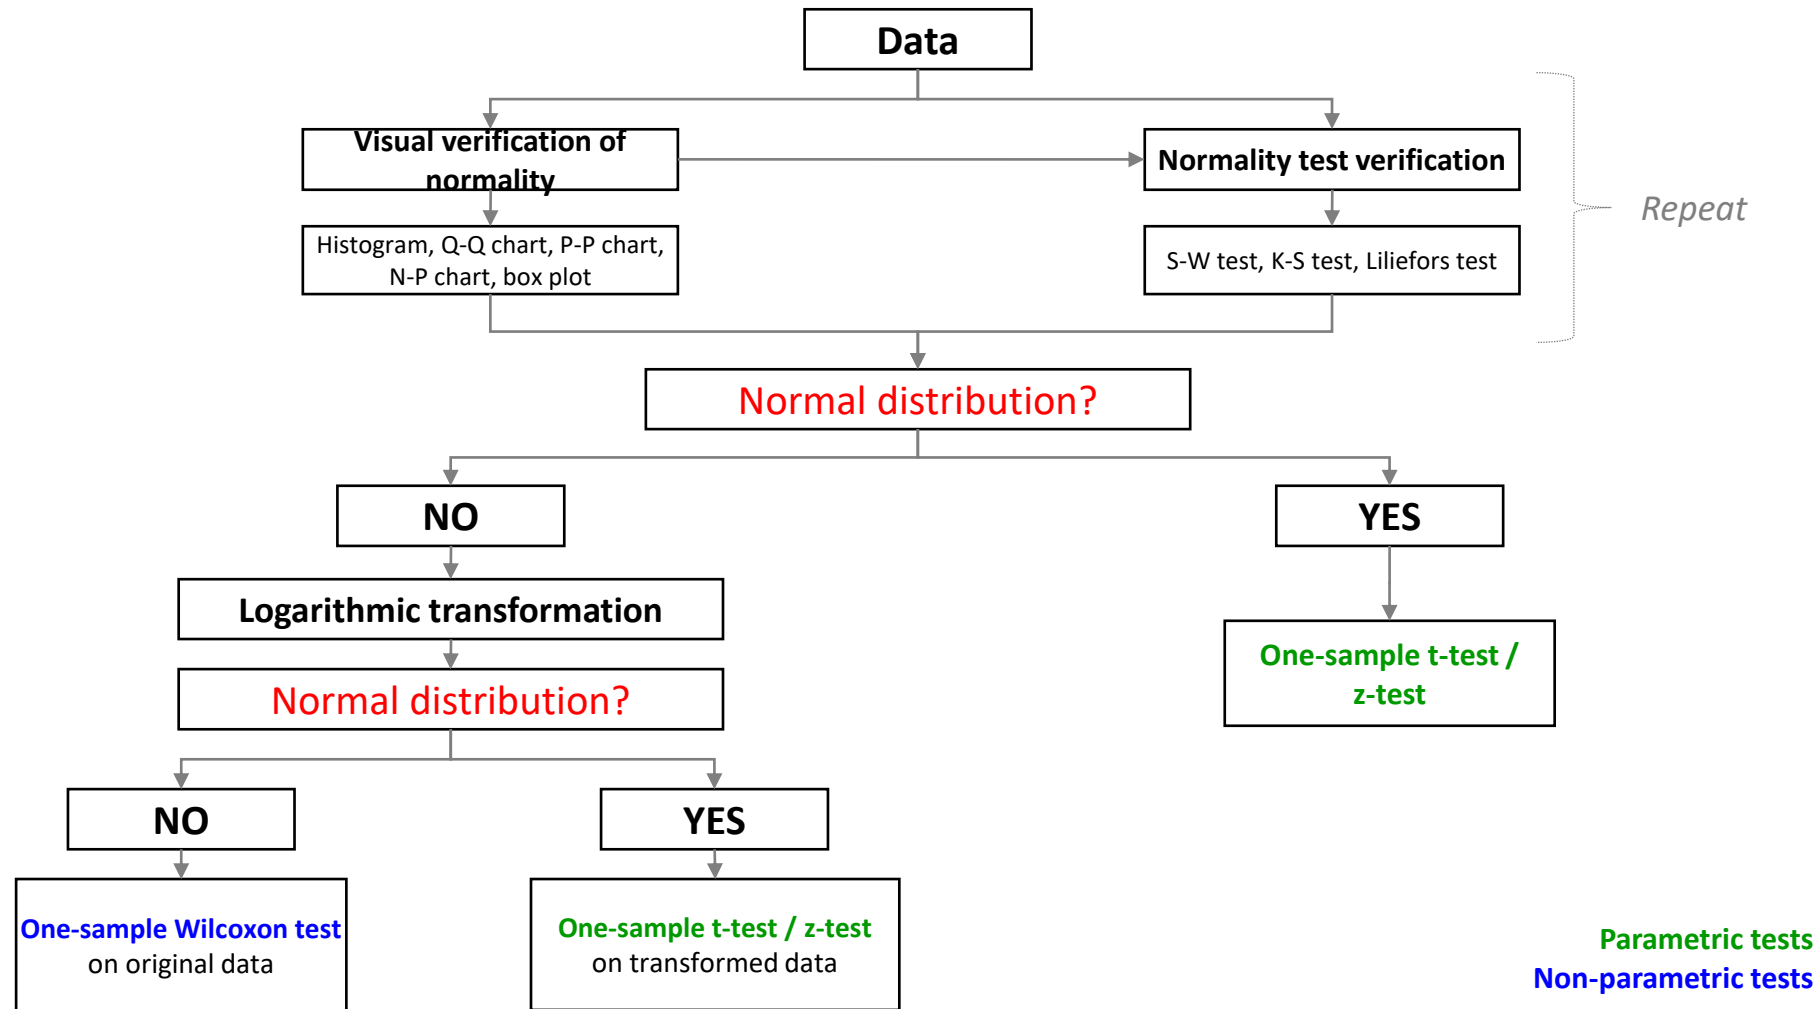 Data
Visual verification of
normality
Normality test verification
Repeat
Histogram, Q-Q chart, P-P chart,
N-P chart, box plot
S-W test, K-S test, Liliefors test
Normal distribution?
NO
YES
Logarithmic transformation
One-sample t-test /
z-test
Normal distribution?
NO
YES
One-sample Wilcoxon test
on original data
One-sample t-test / z-test
on transformed data
Parametric tests
Non-parametric tests